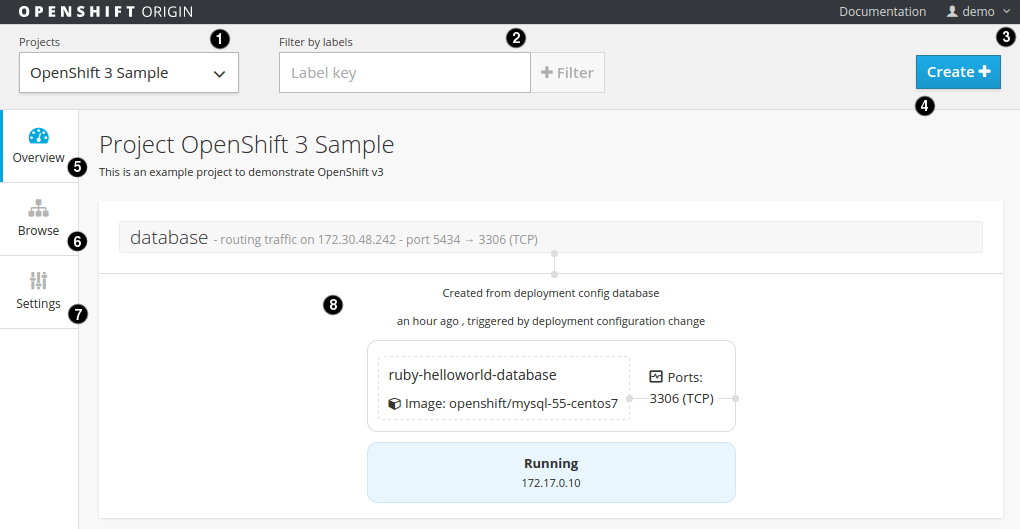 OPENSHIFT ORIGIN Documentation demo
Projects 1 Filter by labels 2 3
OpenShift 3 Sample Label key + Filter Create +
4
Overview 5
Browse 6
Settings 7
Project OpenShift 3 Sample
This is an example project to demonstrate OpenShift v3
database - routing traffic on 172.30.48.242 - port 5434 → 3306 (TCP)
8
Created from deployment config database
an hour ago , triggered by deployment configuration change
ruby-helloworld-database
Image: openshift/mysql-55-centos7
Ports:
3306 (TCP)
Running
172.17.0.10